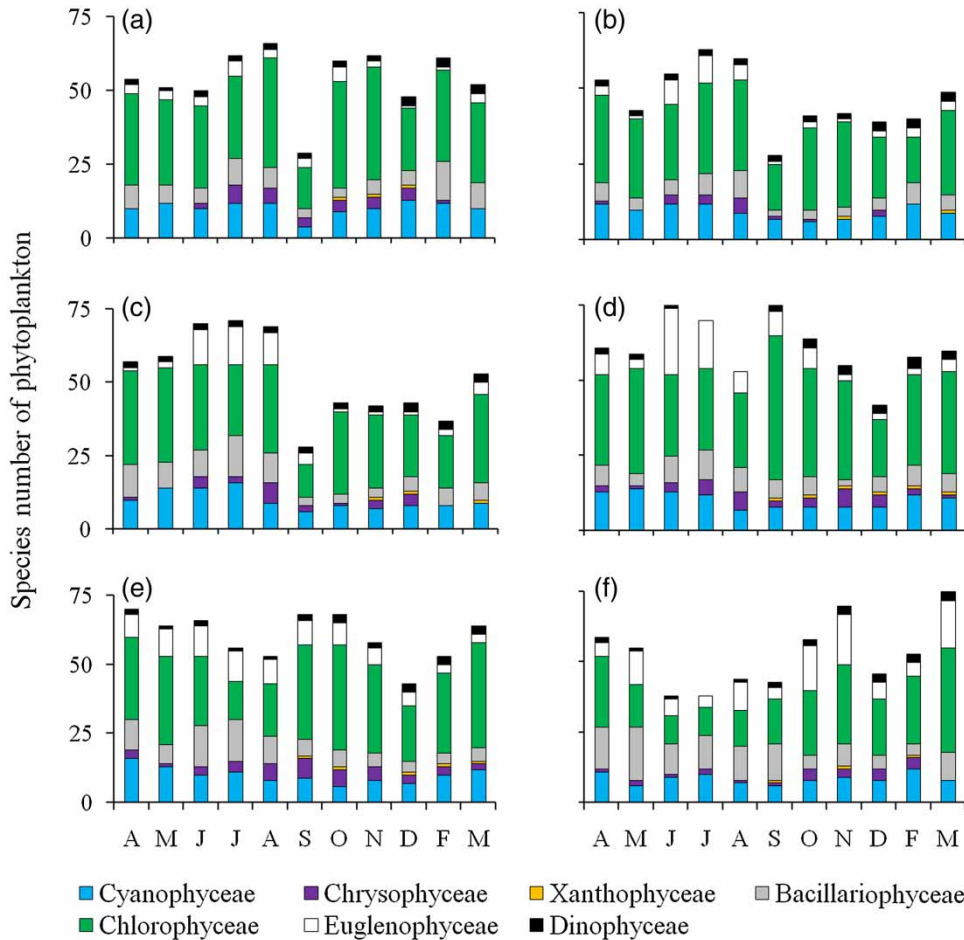 (a)
(b)
75
50
25
0
(c)
(d)
75
50
25
0
Species number of phytoplankton
(e)
(f)
75
50
25
0
A M J J A S O N D F M
A M J J A S O N D F M
Cyanophyceae Chrysophyceae Xanthophyceae Bacillariophyceae
Chlorophyceae Euglenophyceae Dinophyceae